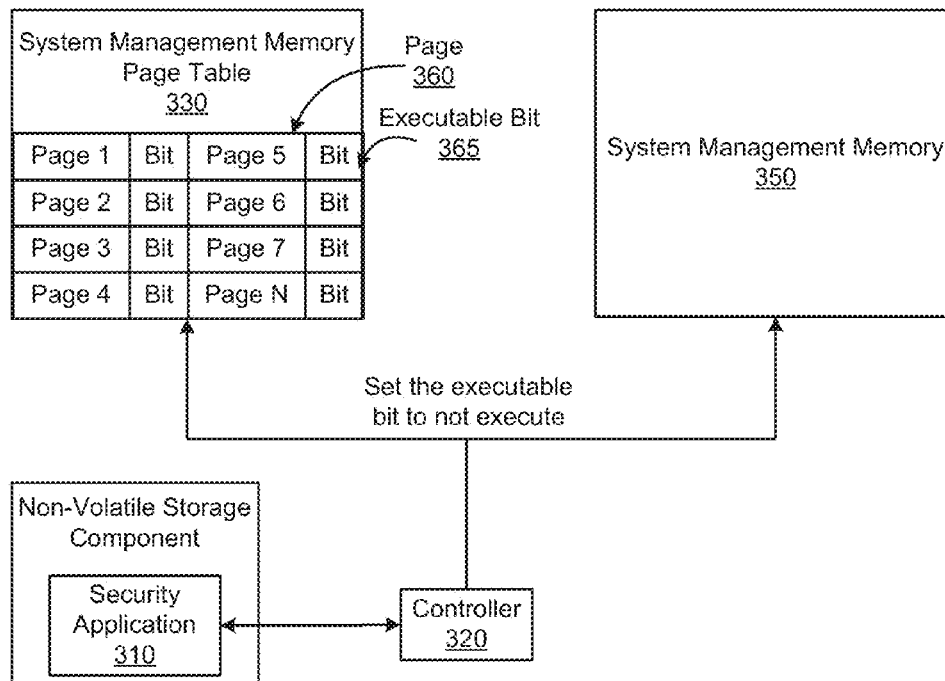 System Management Memory
Page Table
330
Page
360
Executable Bit
365
Page 1 Bit Page 5 Bit
Page 2 Bit Page 6 Bit
Page 3 Bit Page 7 Bit
Page 4 Bit Page N Bit
System Management Memory
350
Set the executable
bit to not execute
Non-Volatile Storage
Component
Security
Application
310
Controller
320